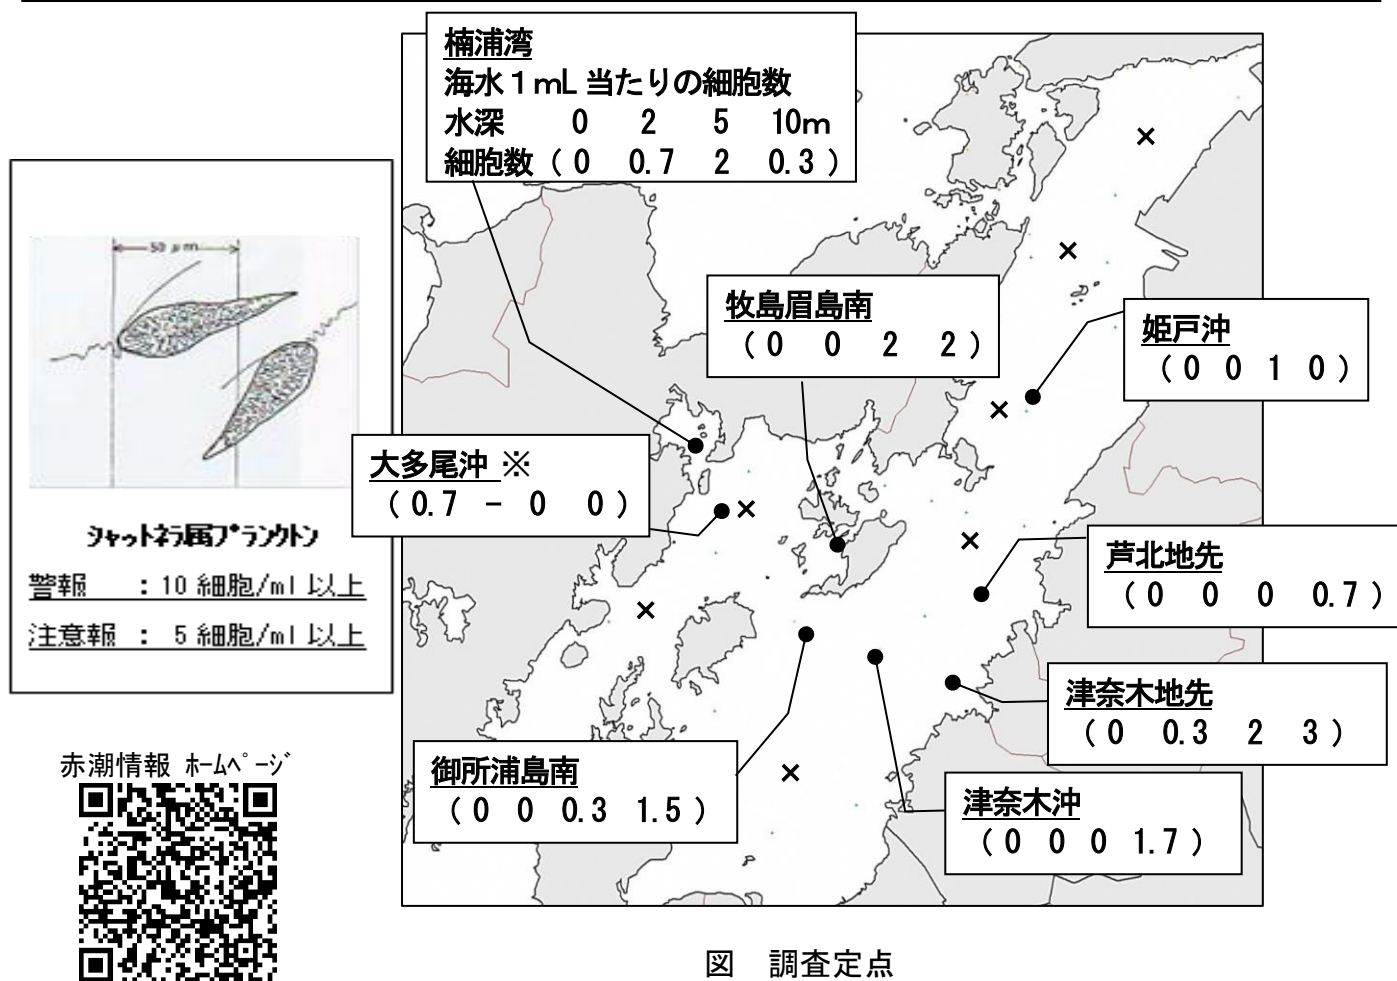 楠浦湾
海水１mL 当たりの細胞数
水深 0 2 5 10m
細胞数 ( 0 0.7 2 0.3 )
50 μm
シャットネラ属プランクトン
警報 : 10 細胞/ml 以上
注意報 : 5 細胞/ml 以上
牧島眉島南
( 0 0 2 2 )
姫戸沖
( 0 0 1 0 )
大多尾沖 ※
( 0.7 - 0 0 )
芦北地先
( 0 0 0 0.7 )
津奈木地先
( 0 0.3 2 3 )
御所浦島南
( 0 0 0.3 1.5 )
津奈木沖
( 0 0 0 1.7 )
赤潮情報 ﾎｰﾑﾍﾟｰｼﾞ
図 調査定点